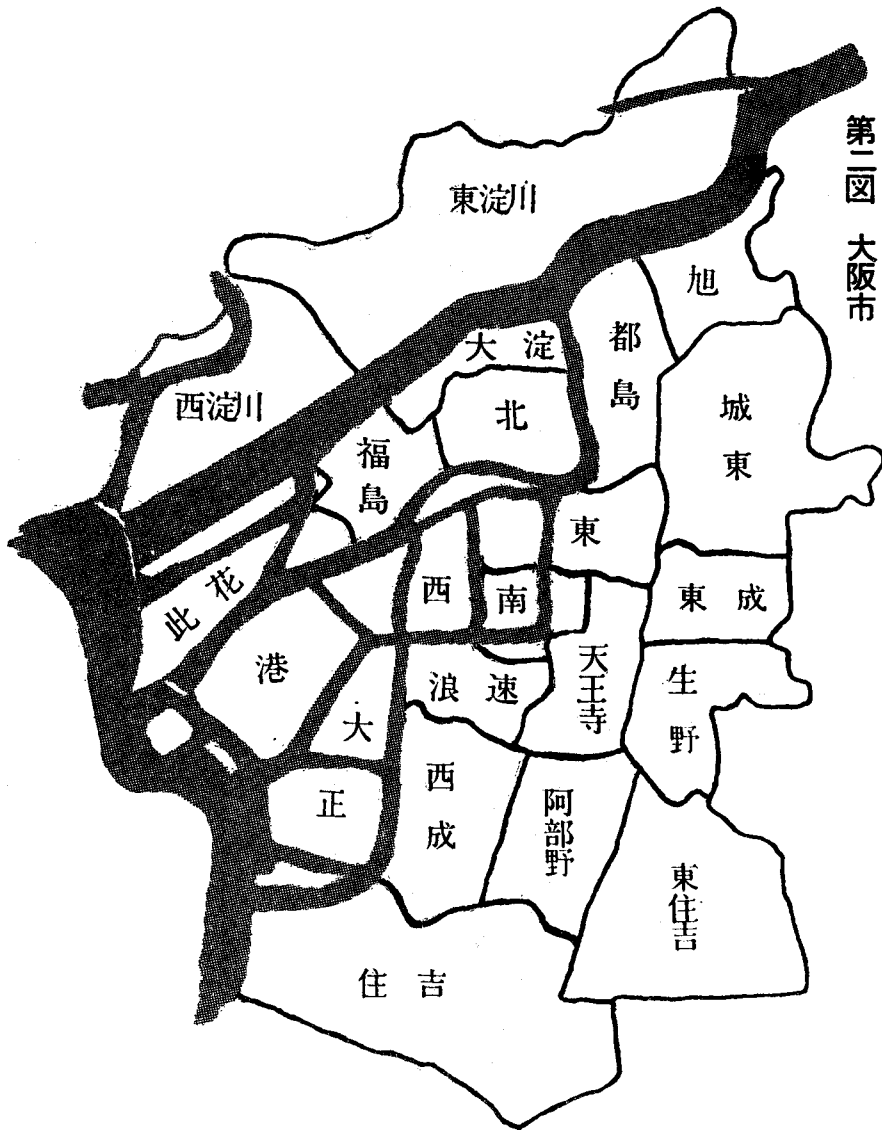 第二図 大阪市
東淀川
旭
大淀
都島
西淀川
北
城東
福島
東
此花
西
南
東成
港
浪速
天王寺
生野
大正
西成
阿部野
東住吉
住吉